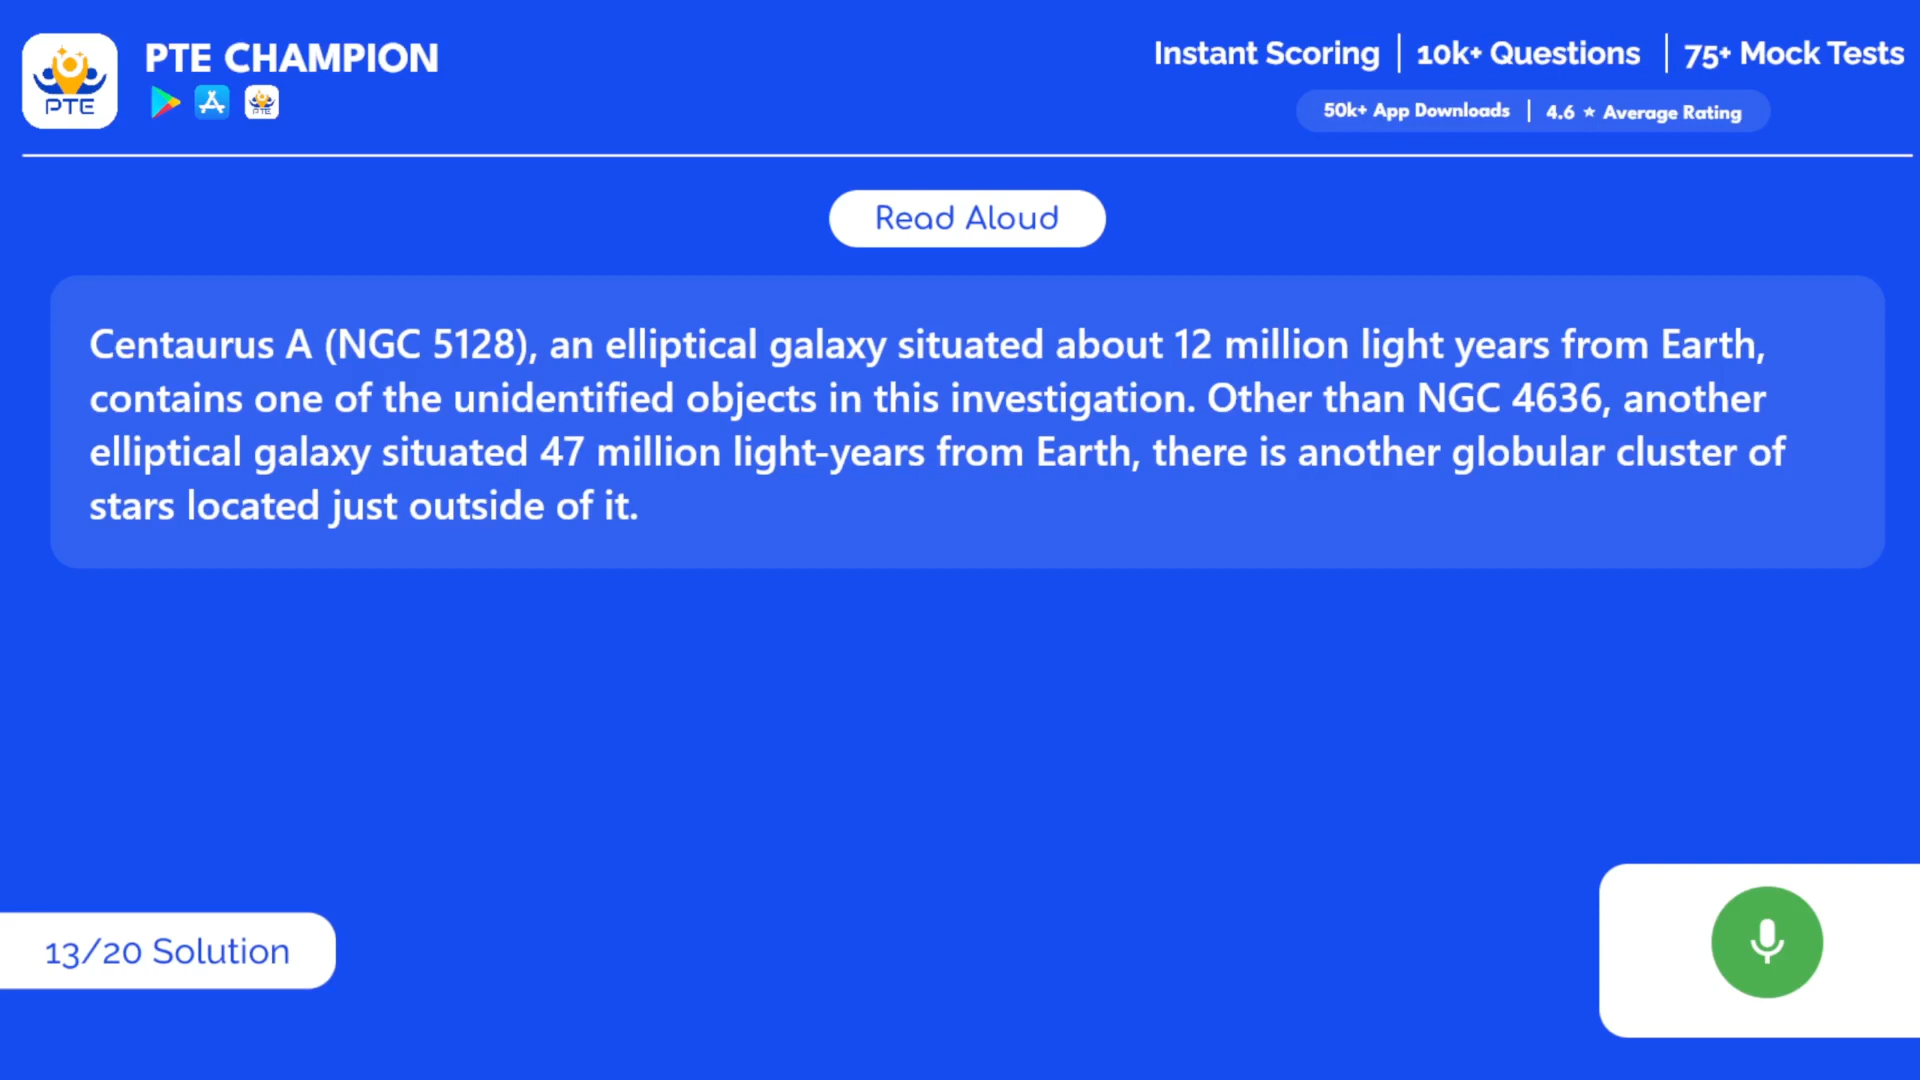 PTE CHAMPION
PTE
PTE
Instant Scoring | 10k+ Questions | 75+ Mock Tests
50k+ App Downloads | 4.6 ★ Average Rating
Read Aloud
Centaurus A (NGC 5128), an elliptical galaxy situated about 12 million light years from Earth,
contains one of the unidentified objects in this investigation. Other than NGC 4636, another
elliptical galaxy situated 47 million light-years from Earth, there is another globular cluster of
stars located just outside of it.
13/20 Solution